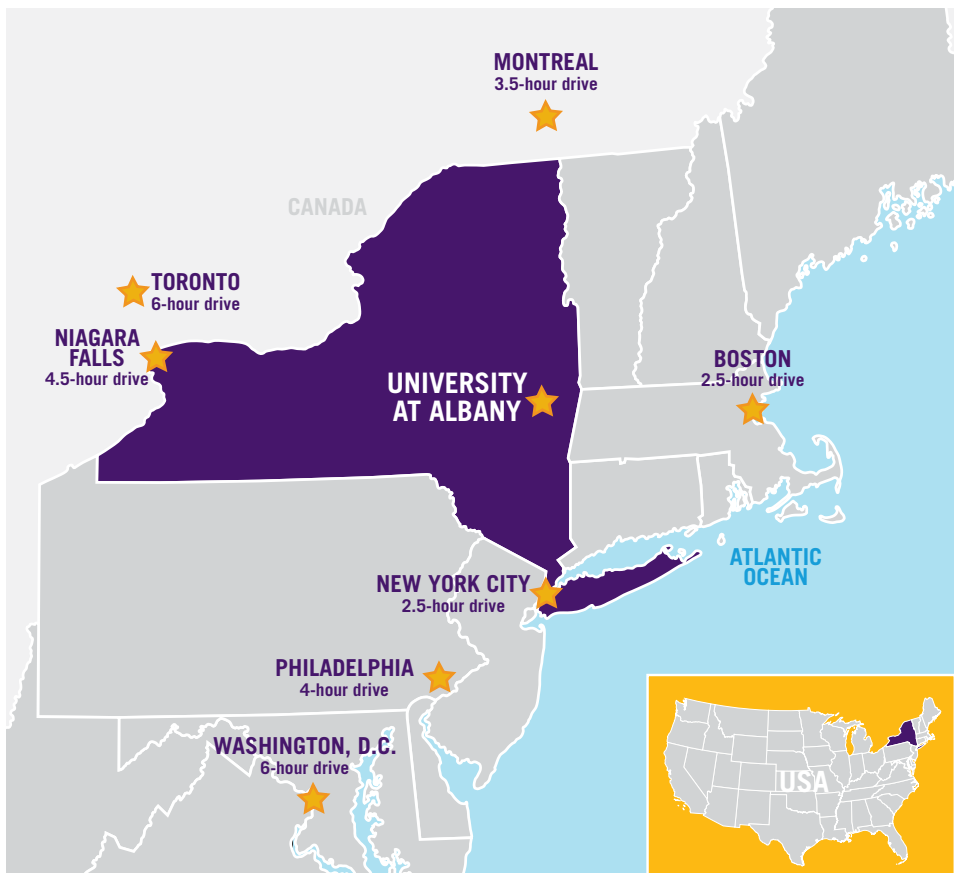 MONTREAL
3.5-hour drive
CANADA
TORONTO
6-hour drive
NIAGARA
FALLS
4.5-hour drive
BOSTON
2.5-hour drive
UNIVERSITY
AT ALBANY
ATLANTIC
OCEAN
NEW YORK CITY
2.5-hour drive
PHILADELPHIA
4-hour drive
WASHINGTON, D.C.
6-hour drive
USA